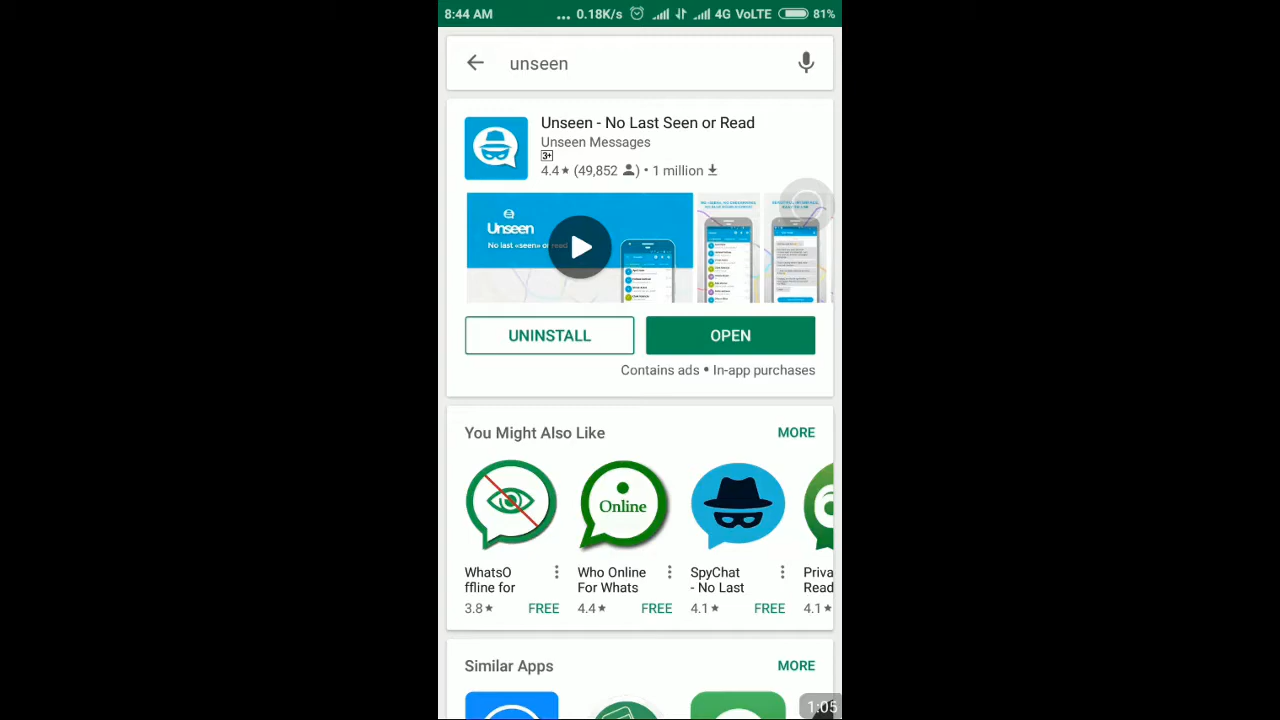 8:44 AM ... 0.18K/s 4G VoLTE 81%
unseen
Unseen - No Last Seen or Read
Unseen Messages
3+
4.4★ (49,852 ) • 1 million
Unseen
No last «seen» or read
UNINSTALL OPEN
Contains ads • In-app purchases
You Might Also Like MORE
Online
WhatsO
ffline for
3.8★ FREE
Who Online
For Whats
4.4★ FREE
SpyChat
- No Last
4.1★ FREE
Priva
Read
4.1★
Similar Apps MORE
1:05